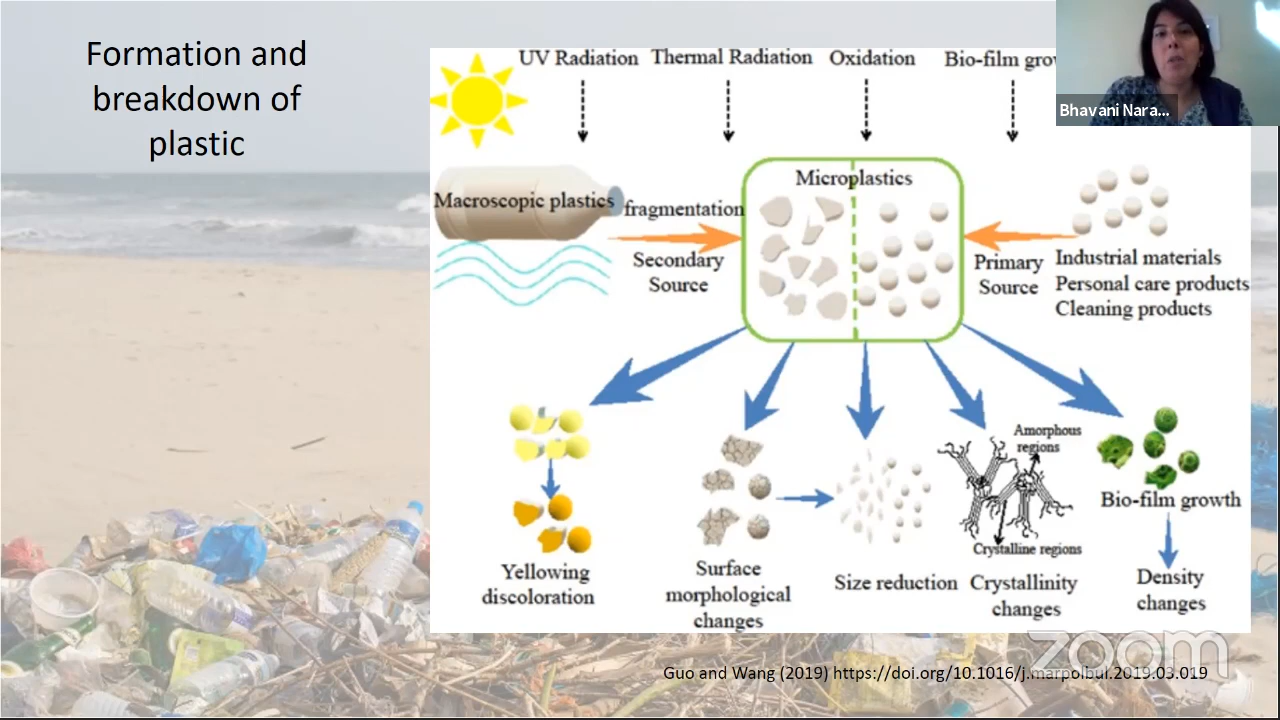 Formation and
breakdown of
plastic
UV Radiation
Thermal Radiation
Oxidation
Bio-film grow
Bhavani Nara...
Macroscopic plastics
fragmentation
Secondary
Source
Microplastics
Primary
Source
Industrial materials
Personal care products
Cleaning products
Yellowing
discoloration
Surface
morphological
changes
Size reduction
Amorphous
regions
Crystalline regions
Crystallinity
changes
Bio-film growth
Density
changes
Guo and Wang (2019) https://doi.org/10.1016/j.marpolbul.2019.03.019
zoom